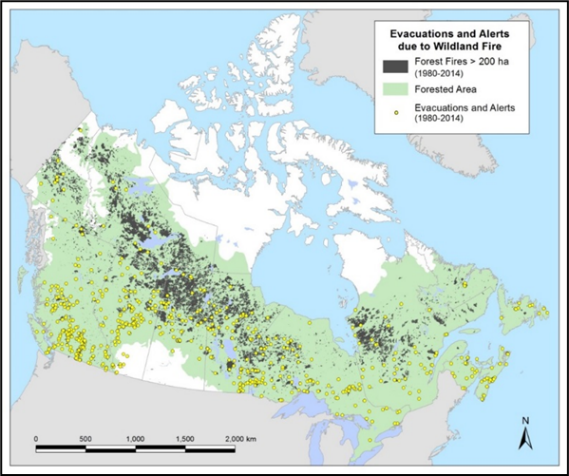 Evacuations and Alerts
due to Wildland Fire
Forest Fires > 200 ha
(1980-2014)
Forested Area
Evacuations and Alerts
(1980-2014)
N
0 500 1,000 1,500 2,000 km